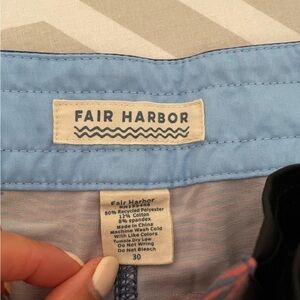 FAIR HARBOR
Fair Harbor
80% Recycled Polyester
12% Cotton
8% spandex
Made in China
Machine Wash Cold
With Like Colors
Tumble Dry Low
Do Not Wring
Do Not Bleach
30